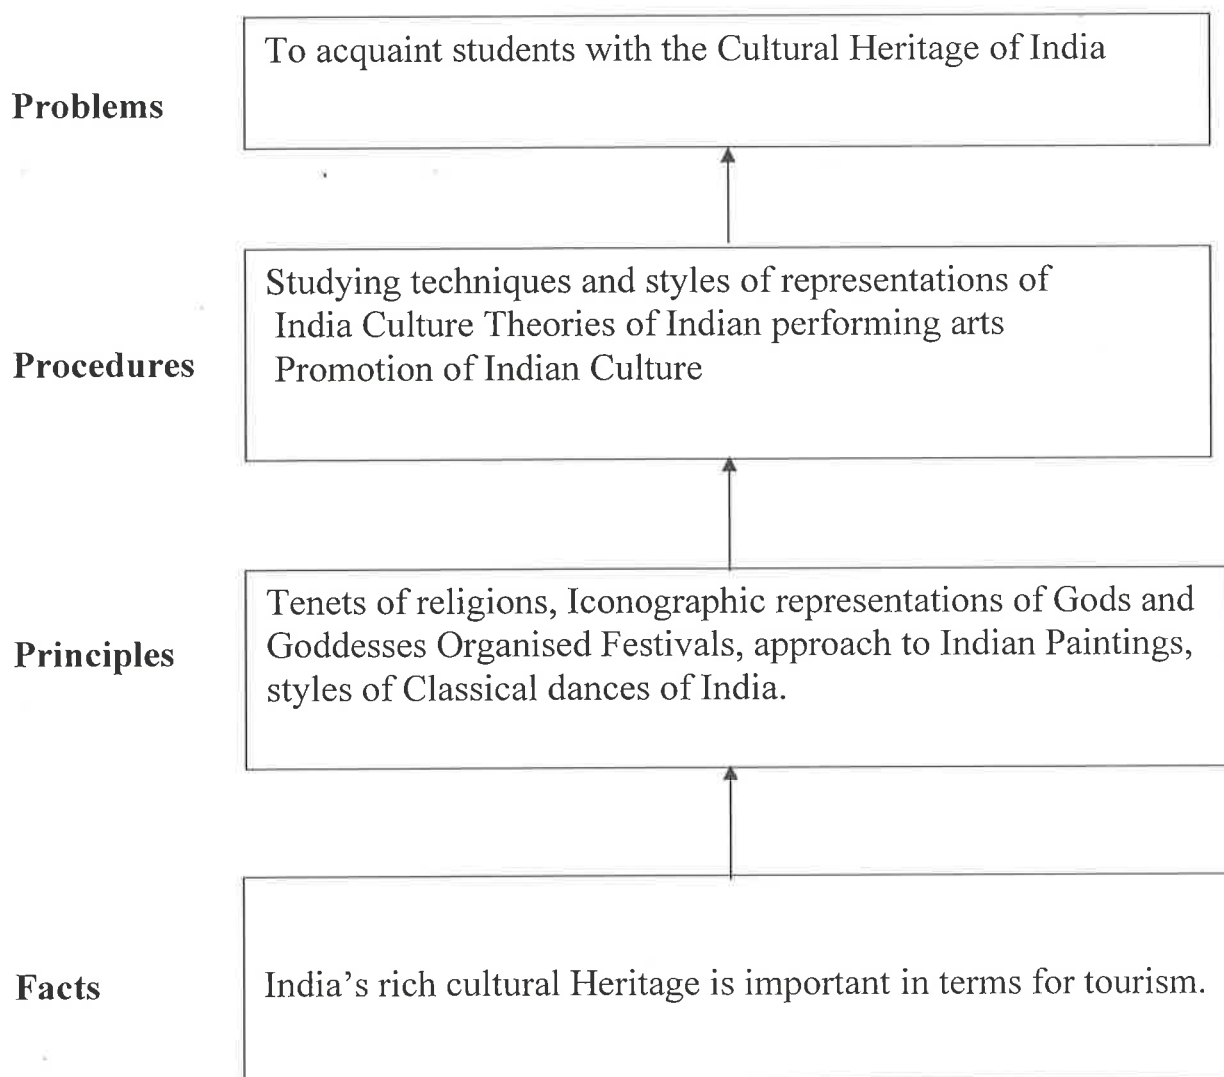 To acquaint students with the Cultural Heritage of India
Problems
Studying techniques and styles of representations of
India Culture Theories of Indian performing arts
Procedures
Promotion of Indian Culture
Tenets of religions, Iconographic representations of Gods and
Goddesses Organised Festivals, approach to Indian Paintings,
Principles
styles of Classical dances of India.
Facts
India's rich cultural Heritage is important in terms for tourism.